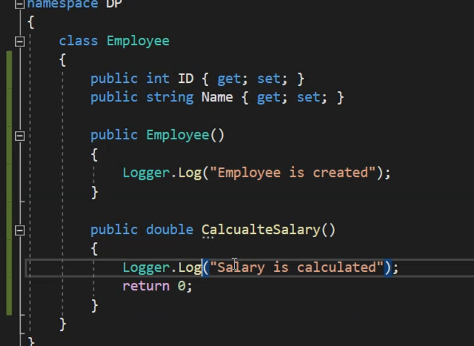 namespace DP
{
class Employee
{
public int ID { get; set; }
public string Name { get; set; }
public Employee()
{
Logger.Log("Employee is created");
}
public double CalcualteSalary()
{
Logger.Log("Salary is calculated");
return 0;
}
}
}